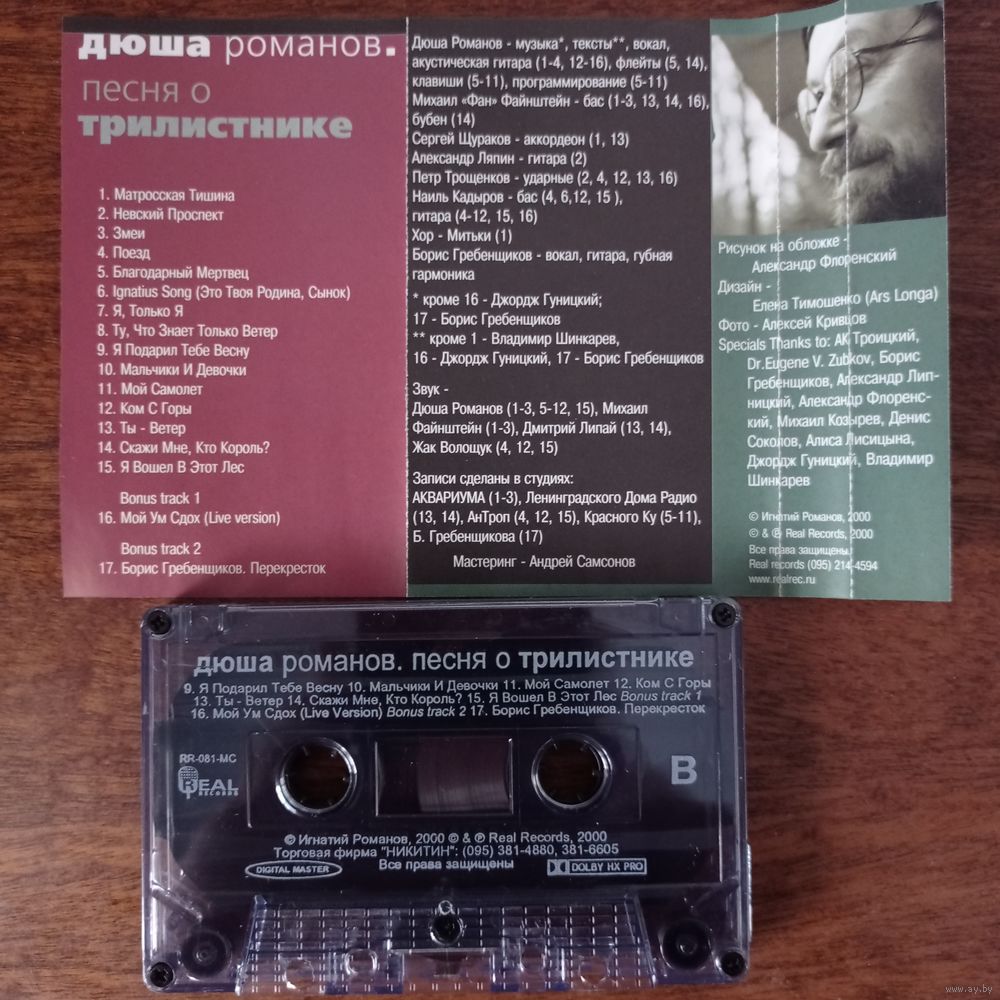 дюша романов.
песня о
трилистнике
1. Матросская Тишина
2. Невский Проспект
3. Змеи
4. Поезд
5. Благодарный Мертвец
6. Ignatius Song (Это Твоя Родина, Сынок)
7. Я, Только Я
8. Ту, Что Знает Только Ветер
9. Я Подарил Тебе Весну
10. Мальчики И Девочки
11. Мой Самолет
12. Ком С Горы
13. Ты - Ветер
14. Скажи Мне, Кто Король?
15. Я Вошел В Этот Лес
Bonus track 1
16. Мой Ум Сдох (Live version)
Bonus track 2
17. Борис Гребенщиков. Перекресток
Дюша Романов - музыка*, тексты**, вокал,
акустическая гитара (1-4, 12-16), флейты (5, 14),
клавиши (5-11), программирование (5-11)
Михаил «Фан» Файнштейн - бас (1-3, 13, 14, 16),
бубен (14)
Сергей Щураков - аккордеон (1, 13)
Александр Ляпин - гитара (2)
Петр Трощенков - ударные (2, 4, 12, 13, 16)
Наиль Кадыров - бас (4, 6,12, 15 ),
гитара (4-12, 15, 16)
Хор - Митьки (1)
Борис Гребенщиков - вокал, гитара, губная
гармоника
* кроме 16 - Джордж Гуницкий;
17 - Борис Гребенщиков
** кроме 1 - Владимир Шинкарев,
16 - Джордж Гуницкий, 17 - Борис Гребенщиков
Звук -
Дюша Романов (1-3, 5-12, 15), Михаил
Файнштейн (1-3), Дмитрий Липай (13, 14),
Жак Волощук (4, 12, 15)
Записи сделаны в студиях:
АКВАРИУМА (1-3), Ленинградского Дома Радио
(13, 14), АнТроп (4, 12, 15), Красного Ку (5-11),
Б. Гребенщикова (17)
Мастеринг - Андрей Самсонов
Рисунок на обложке -
Александр Флоренский
Дизайн -
Елена Тимошенко (Ars Longa)
Фото - Алексей Кривцов
Specials Thanks to: АК Троицкий,
Dr.Eugene V. Zubkov, Борис
Гребенщиков, Александр Лип-
ницкий, Александр Флоренс-
кий, Михаил Козырев, Денис
Соколов, Алиса Лисицына,
Джордж Гуницкий, Владимир
Шинкарев
© Игнатий Романов, 2000
© & ℗ Real Records, 2000
Все права защищены.
Real records (095) 214-4594
www.realrec.ru
дюша романов. песня о трилистнике
9. Я Подарил Тебе Весну 10. Мальчики И Девочки 11. Мой Самолет 12. Ком С Горы
13. Ты - Ветер 14. Скажи Мне, Кто Король? 15. Я Вошел В Этот Лес Bonus track 1
16. Мой Ум Сдох (Live Version) Bonus track 2 17. Борис Гребенщиков. Перекресток
RR-081-MC
REAL
RECORDS
B
© Игнатий Романов, 2000 © & ℗ Real Records, 2000
Торговая фирма "НИКИТИН": (095) 381-4880, 381-6605
Все права защищены
DIGITAL MASTER
DOLBY HX PRO
www.ay.by